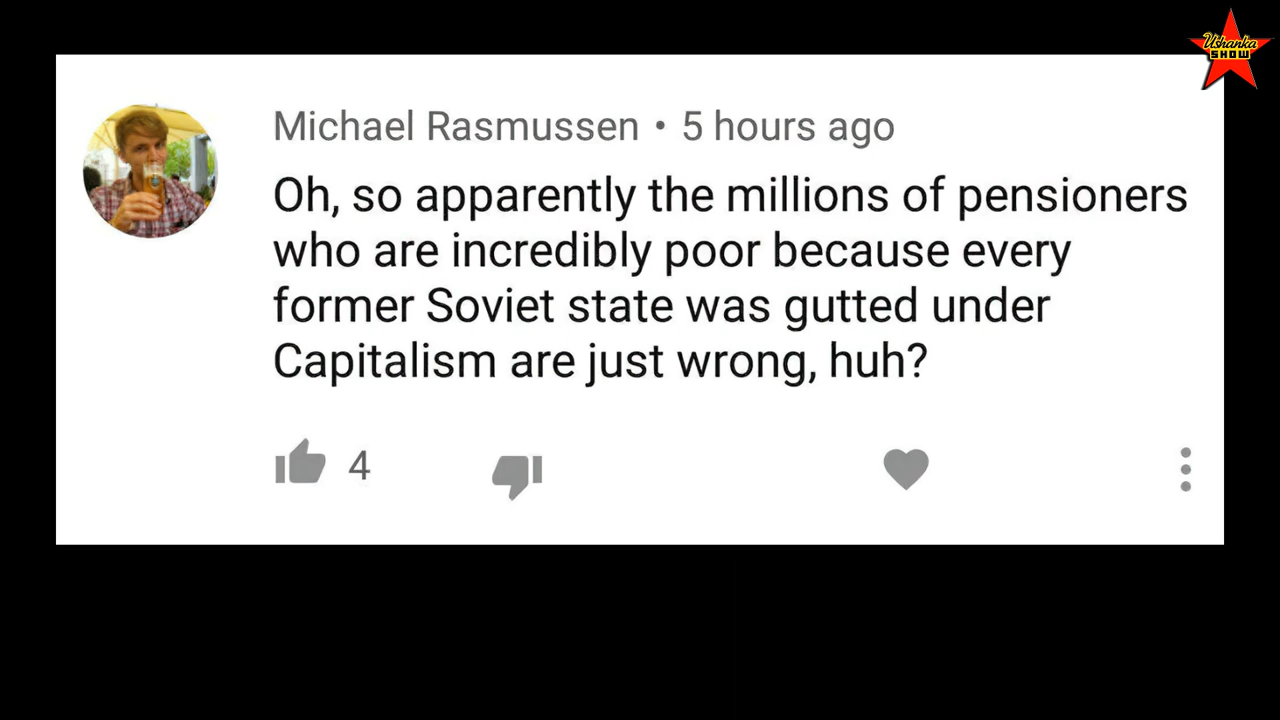 Ushanka
SHOW
Michael Rasmussen • 5 hours ago
Oh, so apparently the millions of pensioners
who are incredibly poor because every
former Soviet state was gutted under
Capitalism are just wrong, huh?
4